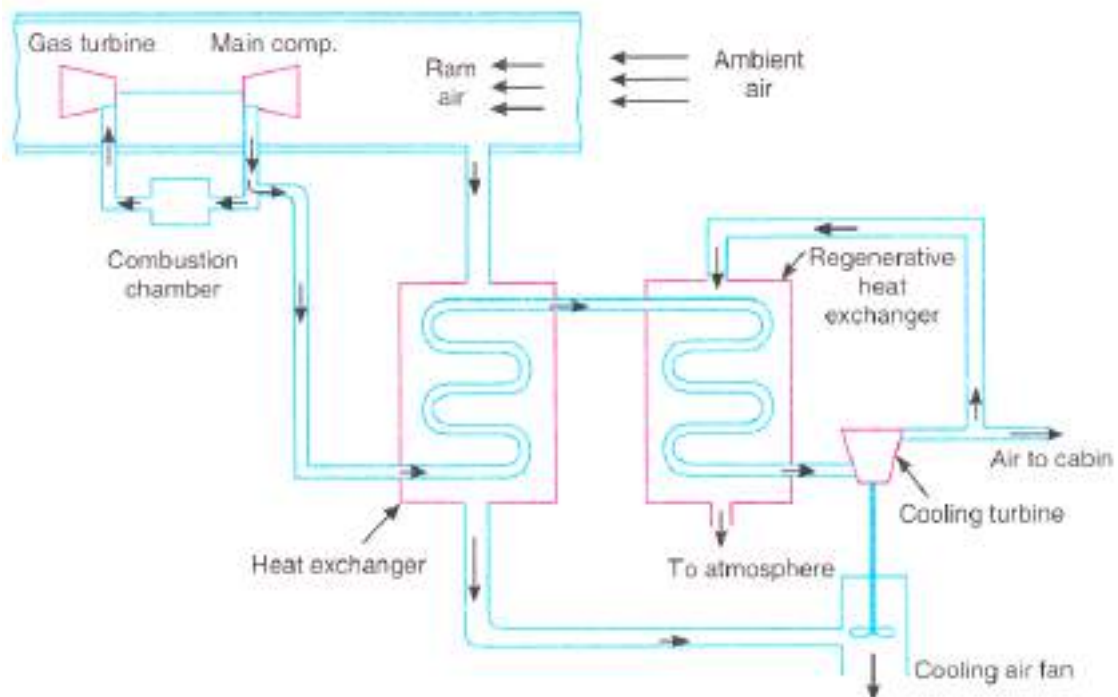 Gas turbine
Main comp.
Ram
air
Ambient
air
Combustion
chamber
Regenerative
heat
exchanger
Air to cabin
Cooling turbine
Heat exchanger
To atmosphere
Cooling air fan